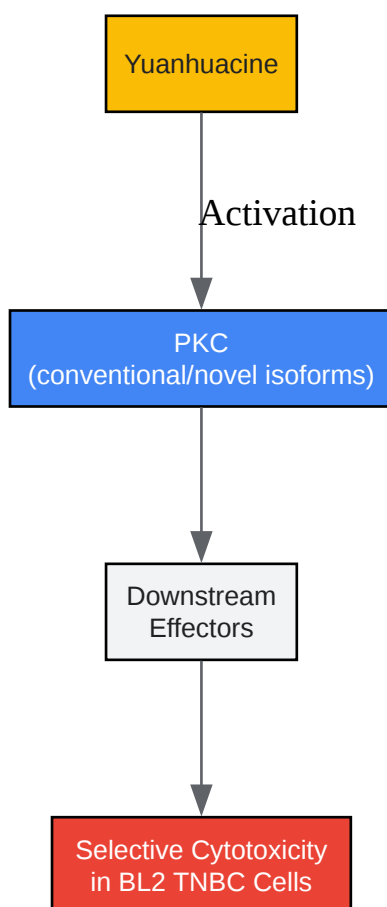 Yuanhuacine
Activation
PKC
(conventional/novel isoforms)
Downstream
Effectors
Selective Cytotoxicity
in BL2 TNBC Cells